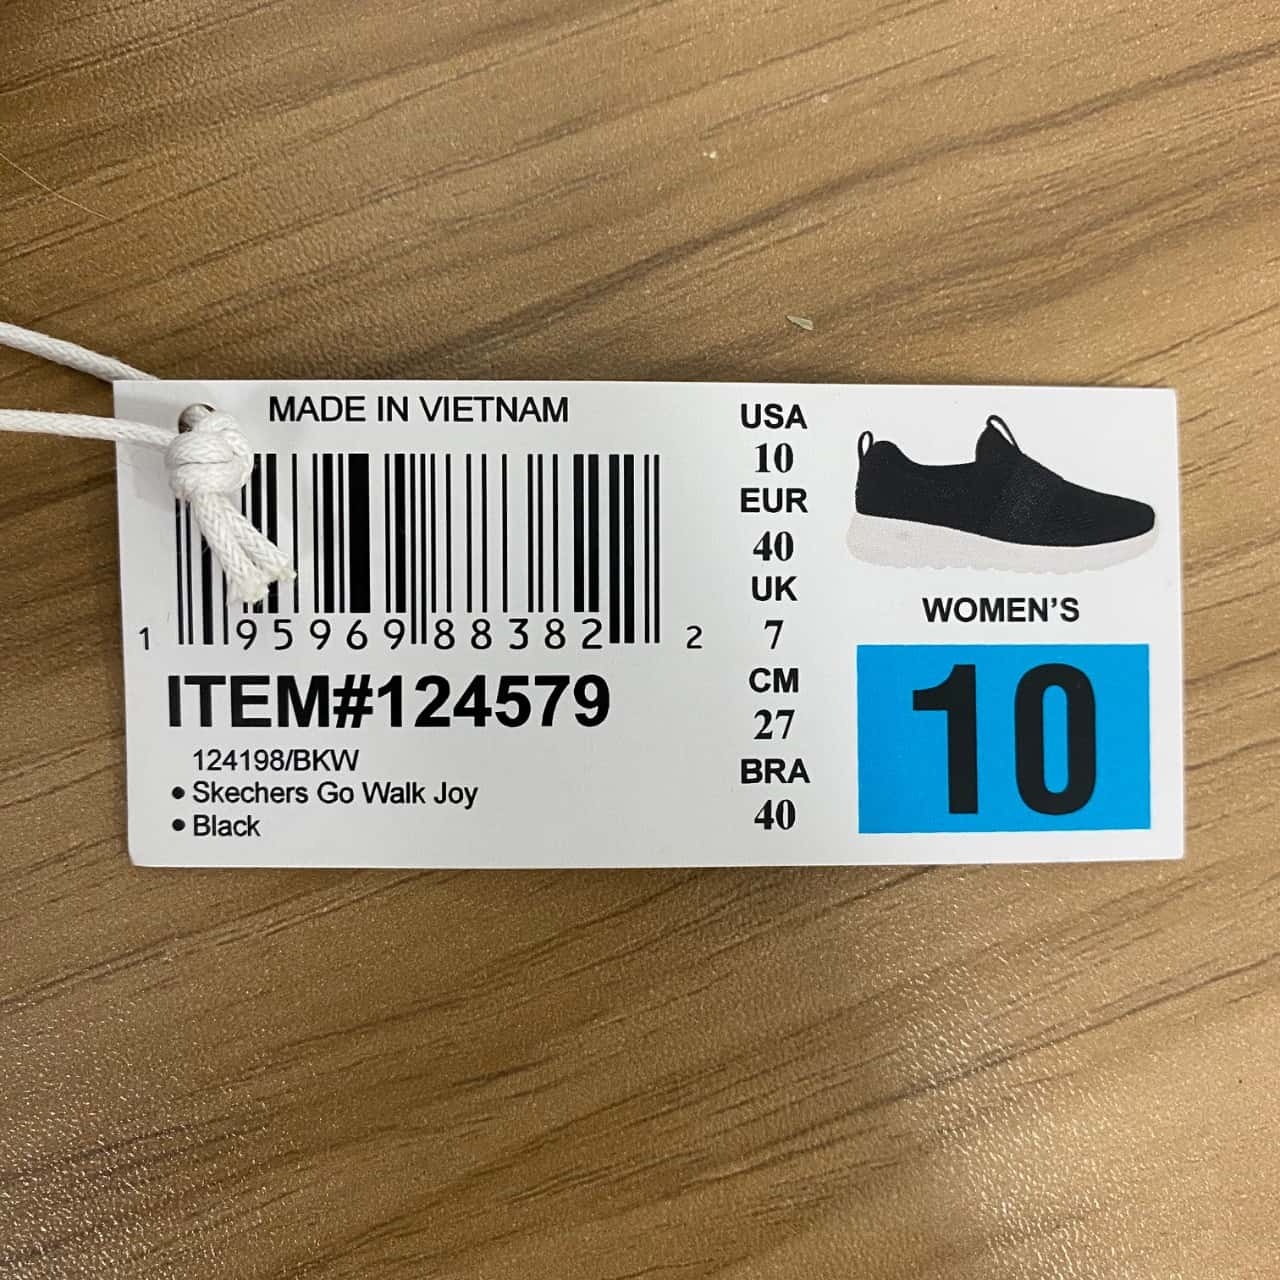 MADE IN VIETNAM
1 95969 88382 2
ITEM#124579
124198/BKW
• Skechers Go Walk Joy
• Black
USA
10
EUR
40
UK
7
CM
27
BRA
40
WOMEN'S
10